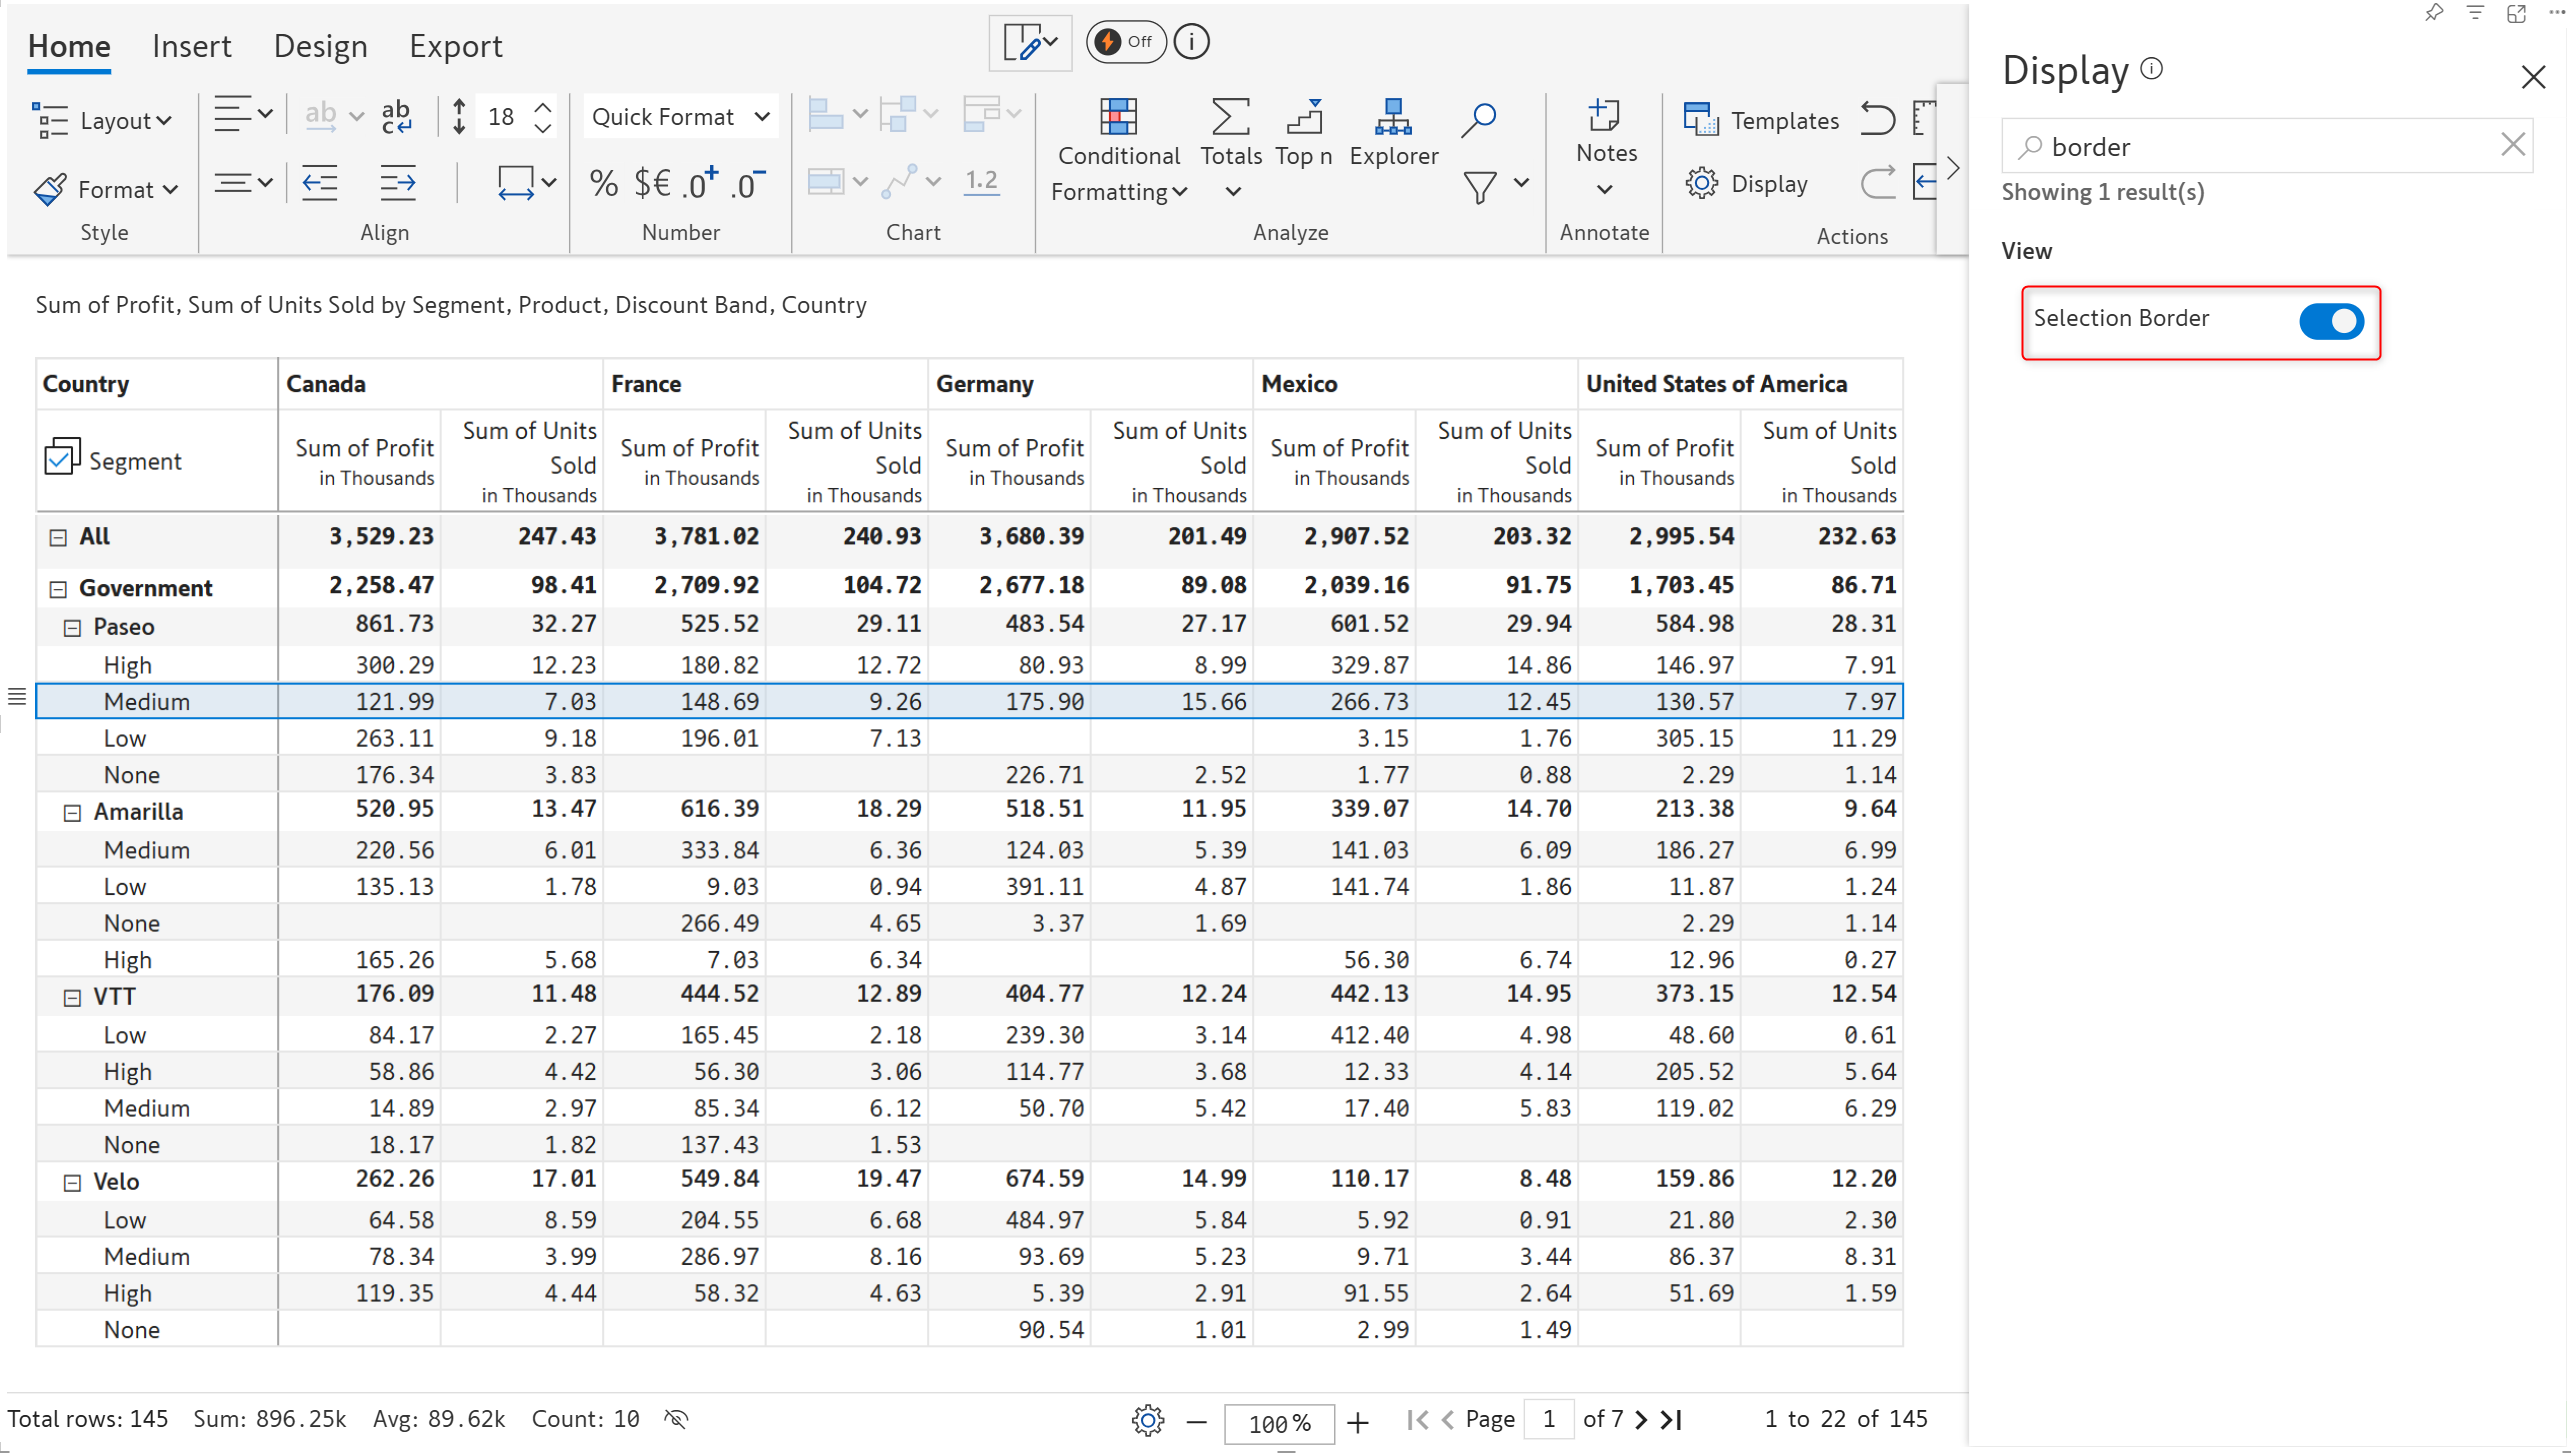 Home Insert Design Export Off
Layout ab ab c 18 Quick Format Conditional Formatting Totals Top n Explorer Notes Templates
Format % $€ .0+ .0- 1.2 Display
Style Align Number Chart Analyze Annotate Actions
Display
border
Showing 1 result(s)
View
Selection Border
Sum of Profit, Sum of Units Sold by Segment, Product, Discount Band, Country
Country Canada France Germany Mexico United States of America
Segment Sum of Profit in Thousands Sum of Units Sold in Thousands Sum of Profit in Thousands Sum of Units Sold in Thousands Sum of Profit in Thousands Sum of Units Sold in Thousands Sum of Profit in Thousands Sum of Units Sold in Thousands Sum of Profit in Thousands Sum of Units Sold in Thousands
All 3,529.23 247.43 3,781.02 240.93 3,680.39 201.49 2,907.52 203.32 2,995.54 232.63
Government 2,258.47 98.41 2,709.92 104.72 2,677.18 89.08 2,039.16 91.75 1,703.45 86.71
Paseo 861.73 32.27 525.52 29.11 483.54 27.17 601.52 29.94 584.98 28.31
High 300.29 12.23 180.82 12.72 80.93 8.99 329.87 14.86 146.97 7.91
Medium 121.99 7.03 148.69 9.26 175.90 15.66 266.73 12.45 130.57 7.97
Low 263.11 9.18 196.01 7.13 3.15 1.76 305.15 11.29
None 176.34 3.83 226.71 2.52 1.77 0.88 2.29 1.14
Amarilla 520.95 13.47 616.39 18.29 518.51 11.95 339.07 14.70 213.38 9.64
Medium 220.56 6.01 333.84 6.36 124.03 5.39 141.03 6.09 186.27 6.99
Low 135.13 1.78 9.03 0.94 391.11 4.87 141.74 1.86 11.87 1.24
None 266.49 4.65 3.37 1.69 2.29 1.14
High 165.26 5.68 7.03 6.34 56.30 6.74 12.96 0.27
VTT 176.09 11.48 444.52 12.89 404.77 12.24 442.13 14.95 373.15 12.54
Low 84.17 2.27 165.45 2.18 239.30 3.14 412.40 4.98 48.60 0.61
High 58.86 4.42 56.30 3.06 114.77 3.68 12.33 4.14 205.52 5.64
Medium 14.89 2.97 85.34 6.12 50.70 5.42 17.40 5.83 119.02 6.29
None 18.17 1.82 137.43 1.53
Velo 262.26 17.01 549.84 19.47 674.59 14.99 110.17 8.48 159.86 12.20
Low 64.58 8.59 204.55 6.68 484.97 5.84 5.92 0.91 21.80 2.30
Medium 78.34 3.99 286.97 8.16 93.69 5.23 9.71 3.44 86.37 8.31
High 119.35 4.44 58.32 4.63 5.39 2.91 91.55 2.64 51.69 1.59
None 90.54 1.01 2.99 1.49
Total rows: 145 Sum: 896.25k Avg: 89.62k Count: 10 100% Page 1 of 7 1 to 22 of 145